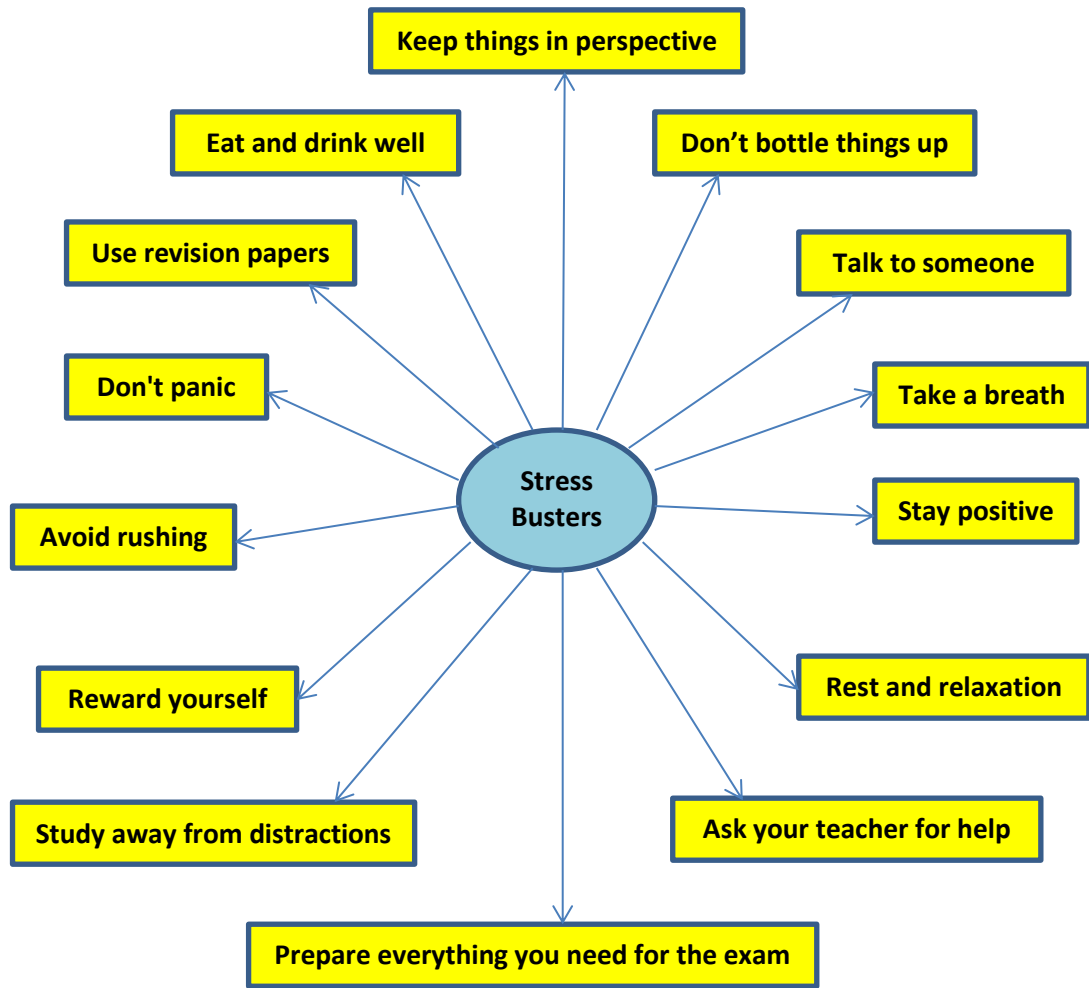 Keep things in perspective
Eat and drink well
Don’t bottle things up
Use revision papers
Talk to someone
Don't panic
Take a breath
Stress
Busters
Stay positive
Avoid rushing
Reward yourself
Rest and relaxation
Study away from distractions
Ask your teacher for help
Prepare everything you need for the exam